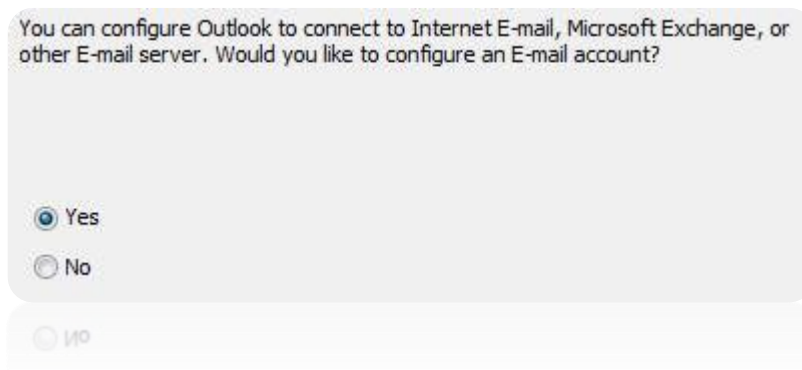 You can configure Outlook to connect to Internet E-mail, Microsoft Exchange, or
other E-mail server. Would you like to configure an E-mail account?
Yes
No